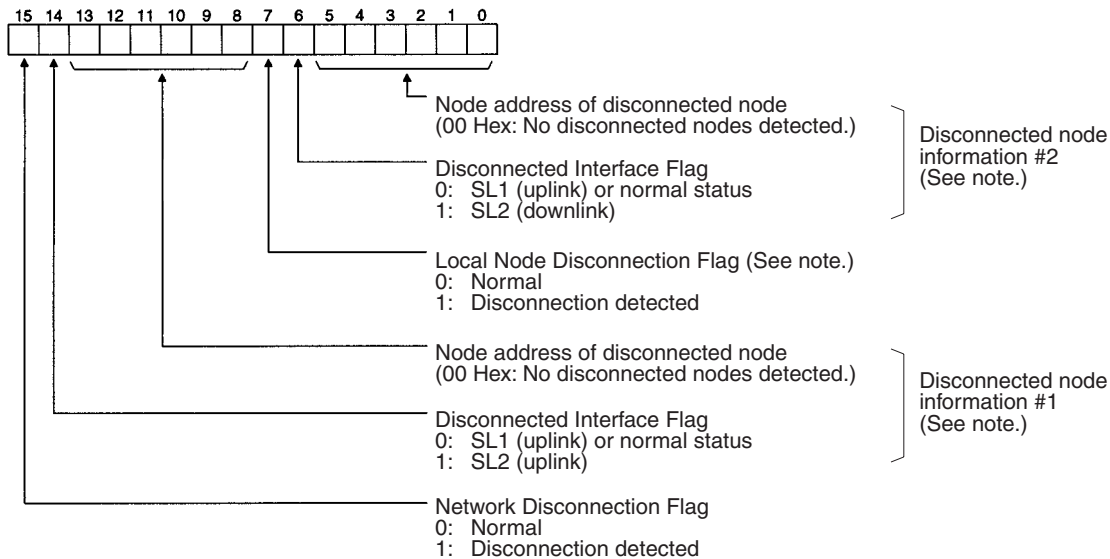 15 14 13 12 11 10 9 8 7 6 5 4 3 2 1 0
Node address of disconnected node
(00 Hex: No disconnected nodes detected.)
Disconnected Interface Flag
0: SL1 (uplink) or normal status
1: SL2 (downlink)
Disconnected node
information #2
(See note.)
Local Node Disconnection Flag (See note.)
0: Normal
1: Disconnection detected
Node address of disconnected node
(00 Hex: No disconnected nodes detected.)
Disconnected Interface Flag
0: SL1 (uplink) or normal status
1: SL2 (uplink)
Disconnected node
information #1
(See note.)
Network Disconnection Flag
0: Normal
1: Disconnection detected